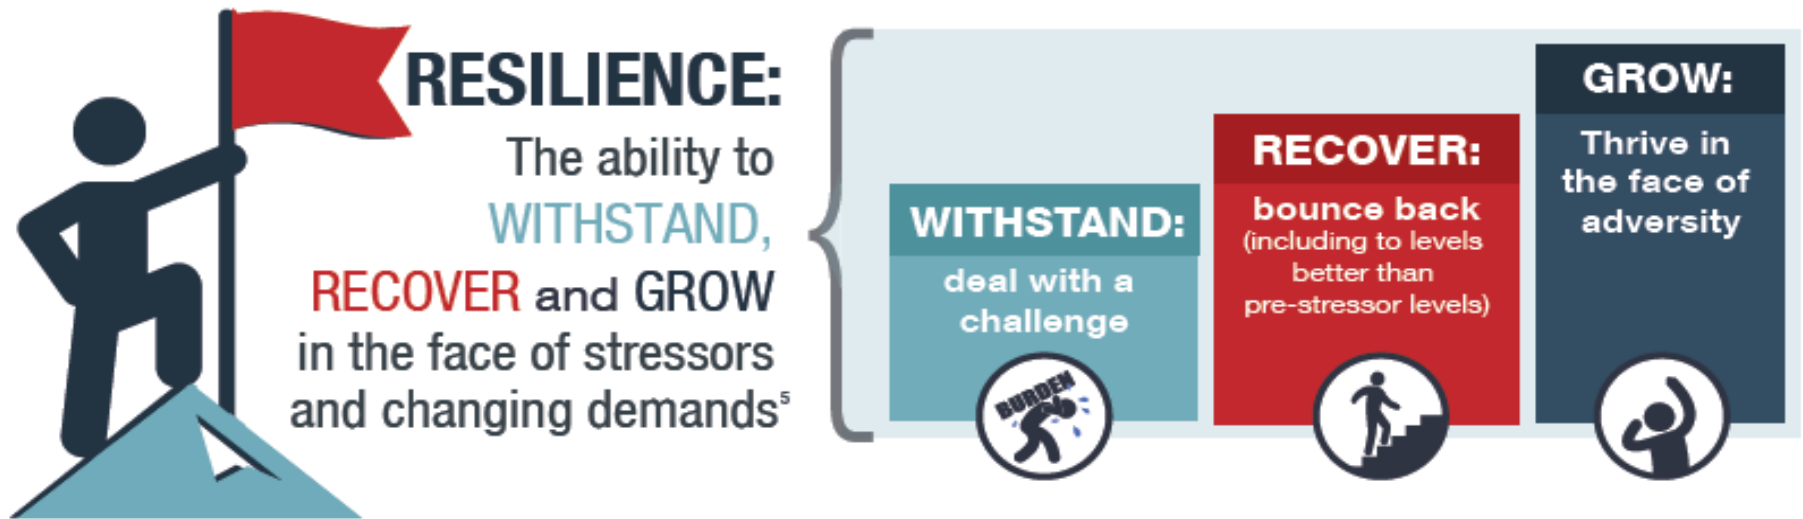 RESILIENCE:
The ability to
WITHSTAND,
RECOVER and GROW
in the face of stressors
and changing demands⁵
WITHSTAND:
deal with a
challenge
BURDEN
RECOVER:
bounce back
(including to levels
better than
pre-stressor levels)
GROW:
Thrive in
the face of
adversity